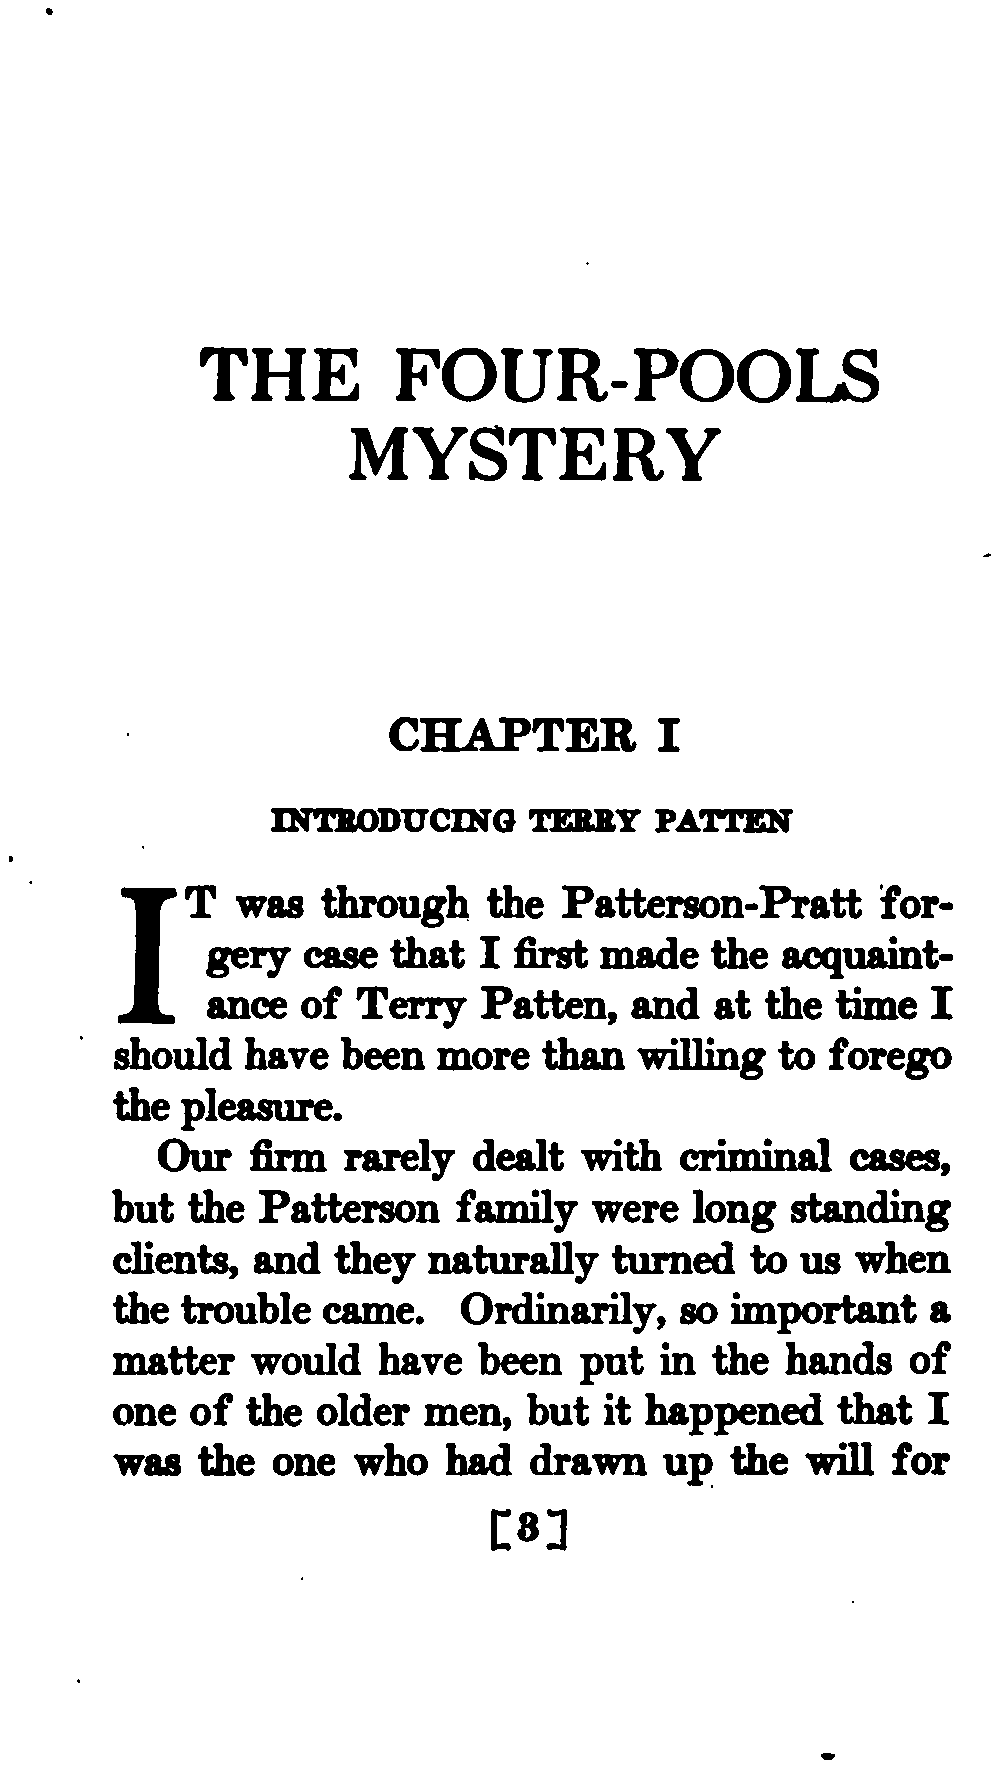 THE FOUR-POOLS
MYSTERY
CHAPTER I
INTRODUCING TERRY PATTEN
IT was through the Patterson-Pratt for-
gery case that I first made the acquaint-
ance of Terry Patten, and at the time I
should have been more than willing to forego
the pleasure.
Our firm rarely dealt with criminal cases,
but the Patterson family were long standing
clients, and they naturally turned to us when
the trouble came. Ordinarily, so important a
matter would have been put in the hands of
one of the older men, but it happened that I
was the one who had drawn up the will for
[3]